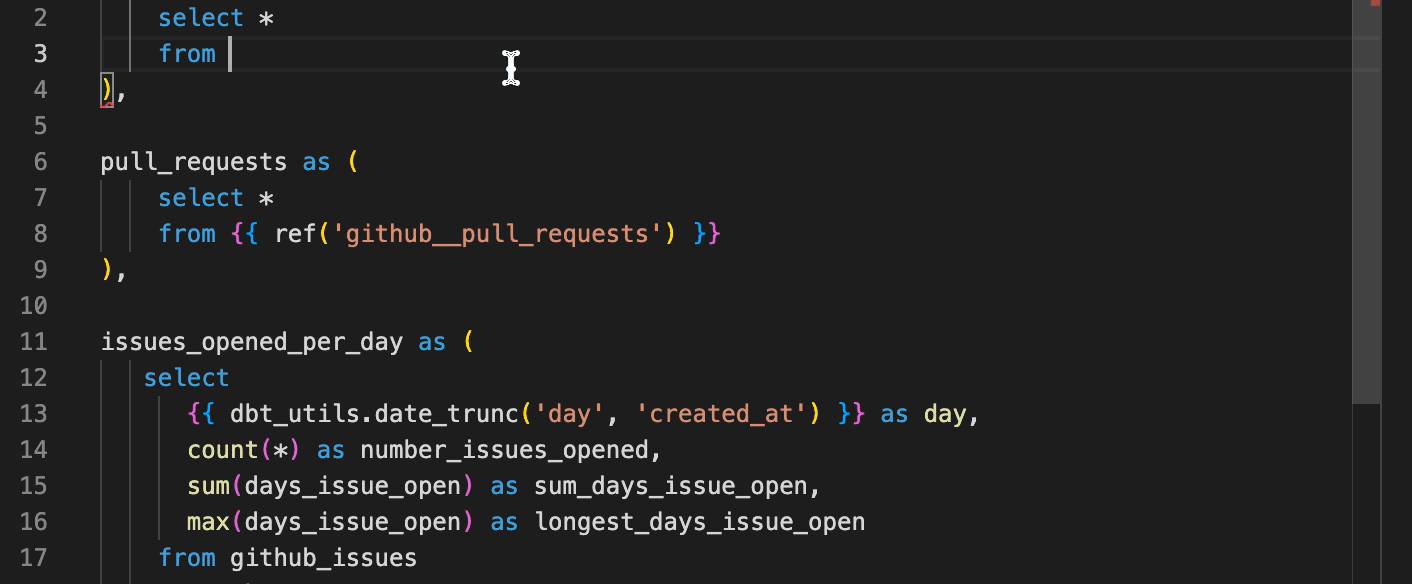 2 select *
3 from
4 ),
5
6 pull_requests as (
7 select *
8 from {{ ref('github__pull_requests') }}
9 ),
10
11 issues_opened_per_day as (
12 select
13 {{ dbt_utils.date_trunc('day', 'created_at') }} as day,
14 count(*) as number_issues_opened,
15 sum(days_issue_open) as sum_days_issue_open,
16 max(days_issue_open) as longest_days_issue_open
17 from github_issues